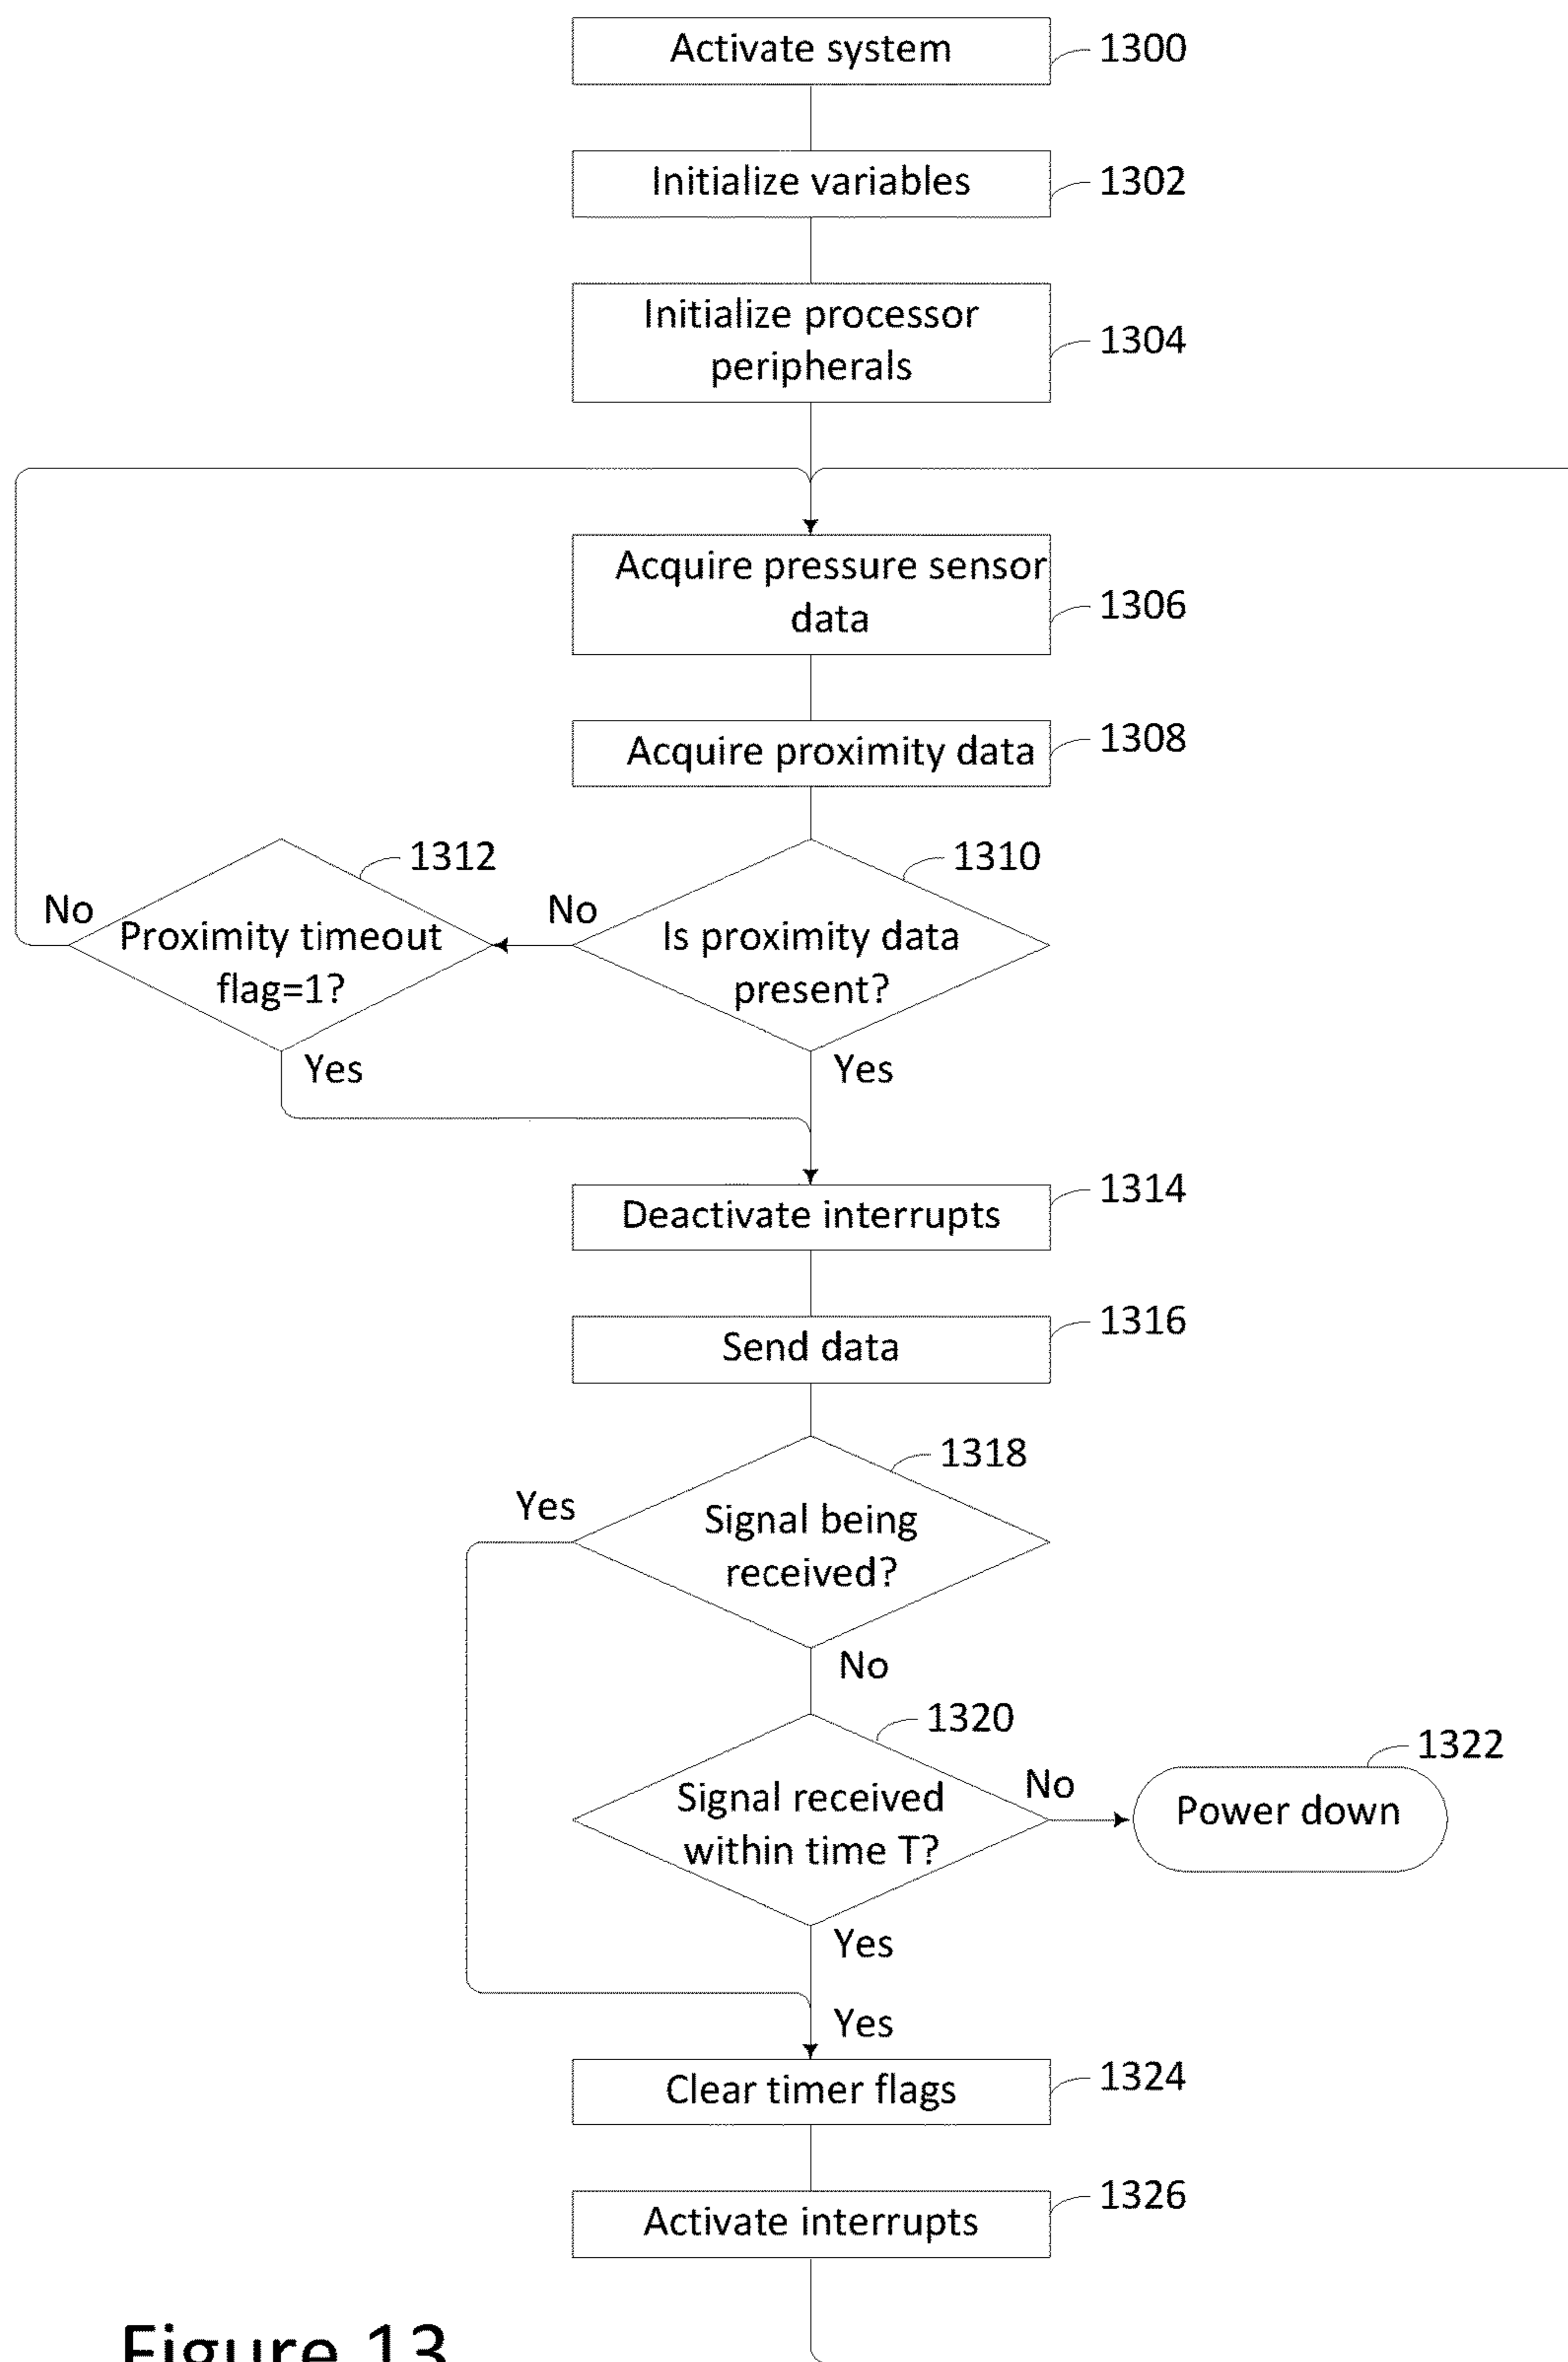 Activate system
1300
Initialize variables
1302
Initialize processor
peripherals
1304
Acquire pressure sensor
data
1306
Acquire proximity data
1308
1312
1310
No
No
Proximity timeout
flag=1?
Is proximity data
present?
Yes
Yes
Deactivate interrupts
1314
Send data
1316
1318
Yes
Signal being
received?
No
1320
1322
No
Signal received
within time T?
Power down
Yes
Yes
Clear timer flags
1324
Activate interrupts
1326
Figure 13